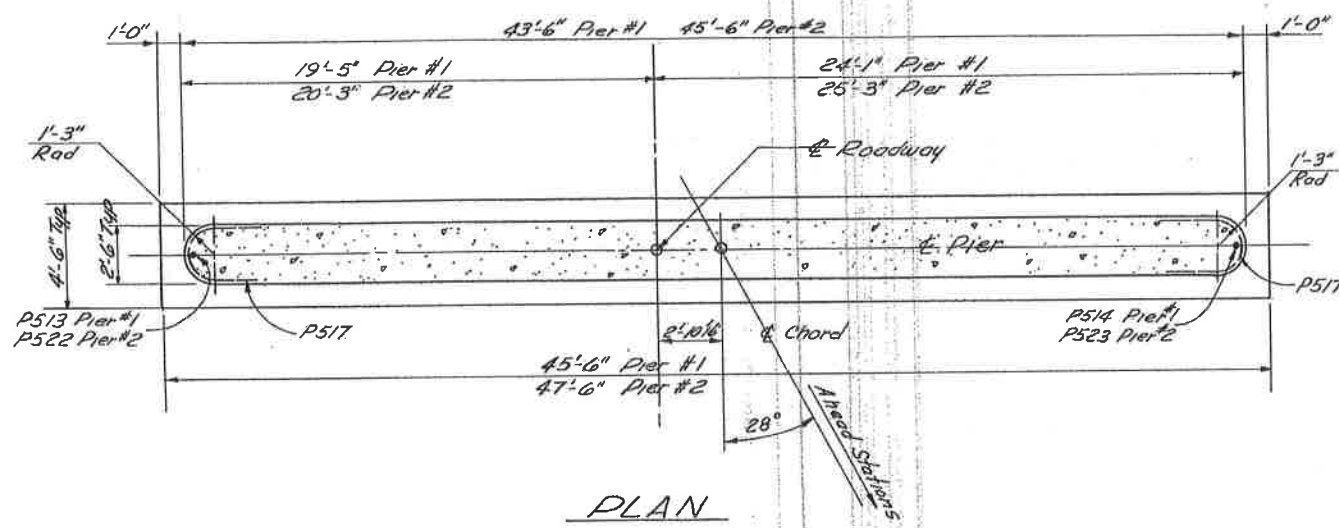 1'-0"
43'-6" Pier #1 45'-6" Pier #2
1'-0"
19'-5" Pier #1
20'-3" Pier #2
24'-1" Pier #1
25'-3" Pier #2
1'-3"
Rad
℄ Roadway
1'-3"
Rad
4'-6" Typ
2'-6" Typ
℄ Pier
P513 Pier #1
P522 Pier #2
P517
P514 Pier #1
P523 Pier #2
P517
℄ Chord
45'-6" Pier #1
47'-6" Pier #2
28°
Ahead Stations
PLAN